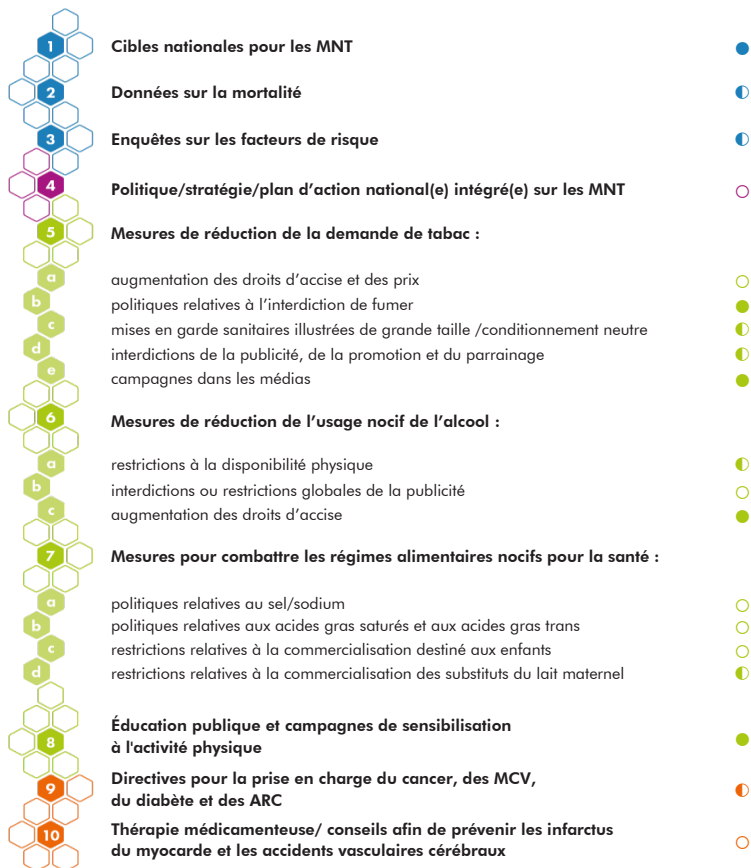 1 Cibles nationales pour les MNT
2 Données sur la mortalité
3 Enquêtes sur les facteurs de risque
4 Politique/stratégie/plan d'action national(e) intégré(e) sur les MNT
5 Mesures de réduction de la demande de tabac :
a augmentation des droits d'accise et des prix
b politiques relatives à l'interdiction de fumer
c mises en garde sanitaires illustrées de grande taille /conditionnement neutre
d interdictions de la publicité, de la promotion et du parrainage
e campagnes dans les médias
6 Mesures de réduction de l'usage nocif de l'alcool :
a restrictions à la disponibilité physique
b interdictions ou restrictions globales de la publicité
c augmentation des droits d'accise
7 Mesures pour combattre les régimes alimentaires nocifs pour la santé :
a politiques relatives au sel/sodium
b politiques relatives aux acides gras saturés et aux acides gras trans
c restrictions relatives à la commercialisation destiné aux enfants
d restrictions relatives à la commercialisation des substituts du lait maternel
8 Éducation publique et campagnes de sensibilisation
à l'activité physique
9 Directives pour la prise en charge du cancer, des MCV,
du diabète et des ARC
10 Thérapie médicamenteuse/ conseils afin de prévenir les infarctus
du myocarde et les accidents vasculaires cérébraux